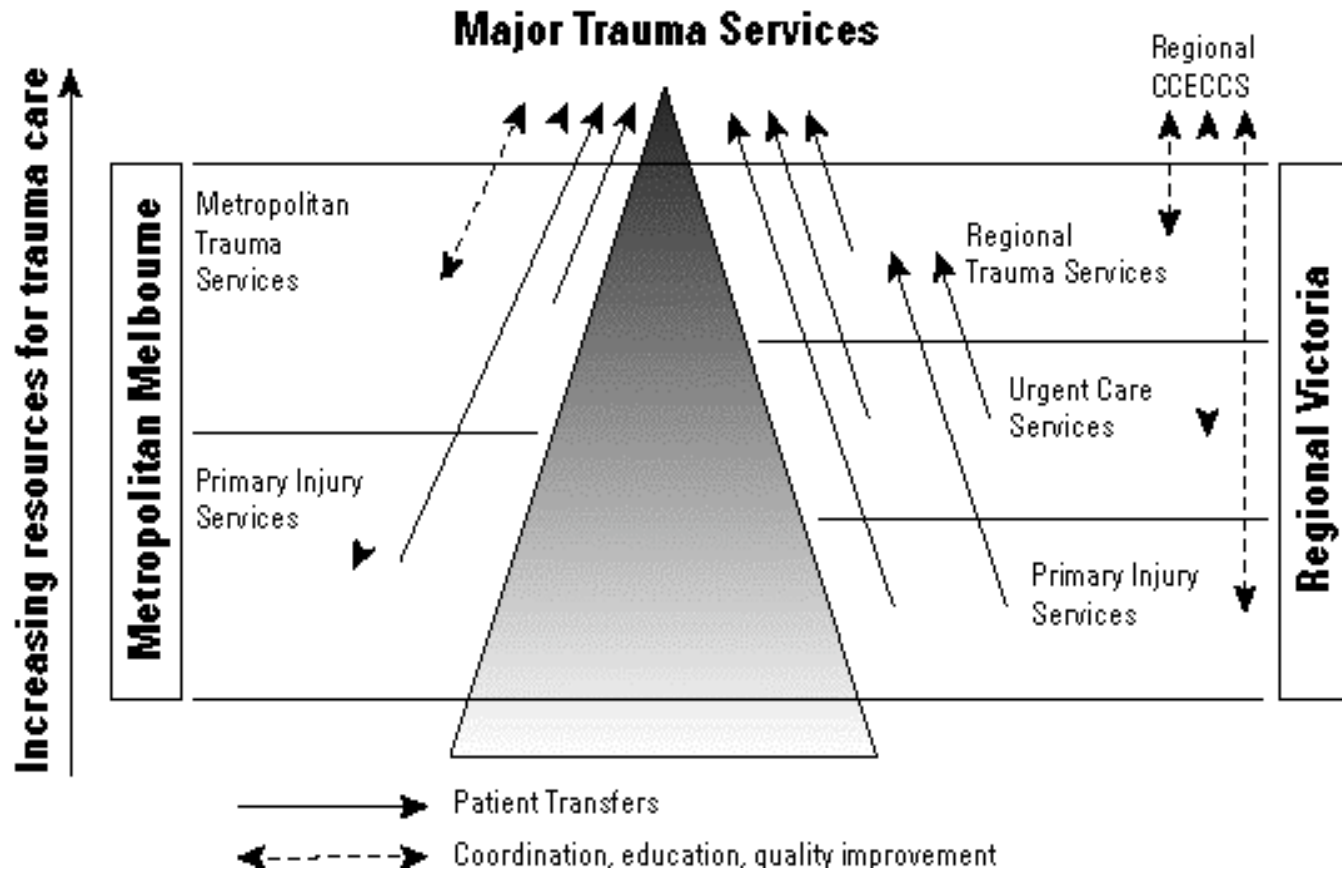 Major Trauma Services
Regional
CCECCS
Increasing resources for trauma care
Metropolitan Melbourne
Metropolitan
Trauma
Services
Primary Injury
Services
Regional
Trauma Services
Urgent Care
Services
Primary Injury
Services
Regional Victoria
Patient Transfers
Coordination, education, quality improvement